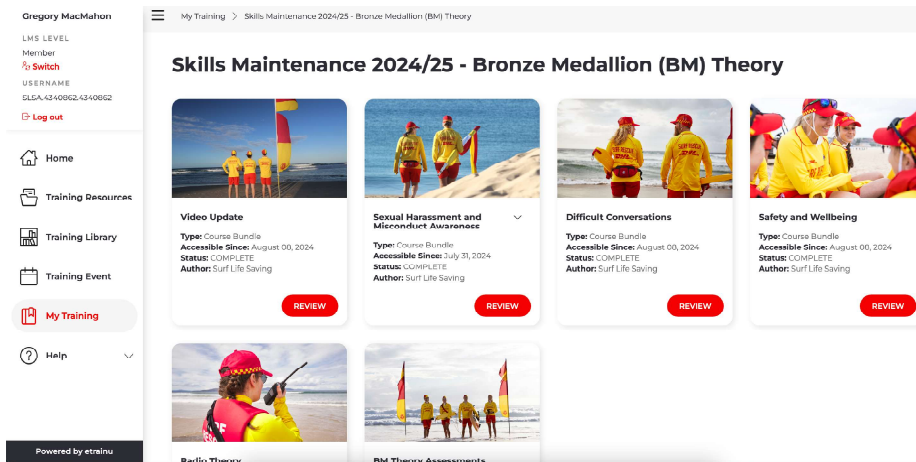 Gregory MacMahon
LMS LEVEL
Member
Switch
USERNAME
SLSA.4340862.4340862
Log out
Home
Training Resources
Training Library
Training Event
My Training
Help
Powered by etrainu
My Training > Skills Maintenance 2024/25 - Bronze Medallion (BM) Theory
Skills Maintenance 2024/25 - Bronze Medallion (BM) Theory
Video Update
Type: Course Bundle
Accessible Since: August 00, 2024
Status: COMPLETE
Author: Surf Life Saving
REVIEW
Sexual Harassment and
Misconduct Awareness
Type: Course Bundle
Accessible Since: July 31, 2024
Status: COMPLETE
Author: Surf Life Saving
REVIEW
Difficult Conversations
Type: Course Bundle
Accessible Since: August 00, 2024
Status: COMPLETE
Author: Surf Life Saving
REVIEW
Safety and Wellbeing
Type: Course Bundle
Accessible Since: August 00, 2024
Status: COMPLETE
Author: Surf Life Saving
REVIEW
Radio Theory
BM Theory Assessments